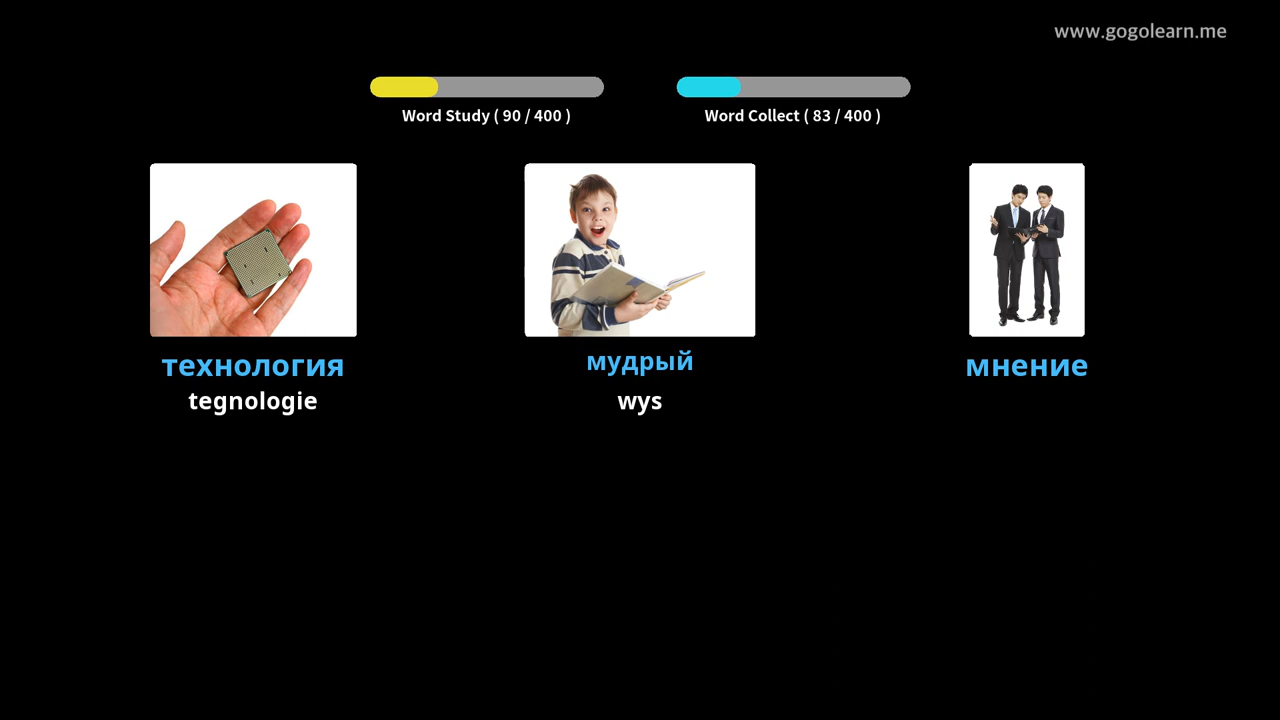 www.gogolearn.me
Word Study ( 90 / 400 )
Word Collect ( 83 / 400 )
технология
tegnologie
мудрый
wys
мнение